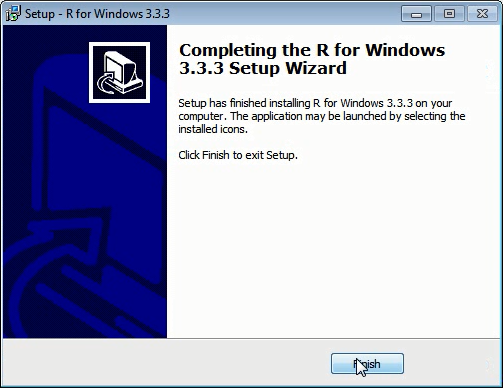 Setup - R for Windows 3.3.3
Completing the R for Windows
3.3.3 Setup Wizard
Setup has finished installing R for Windows 3.3.3 on your
computer. The application may be launched by selecting the
installed icons.
Click Finish to exit Setup.
Finish